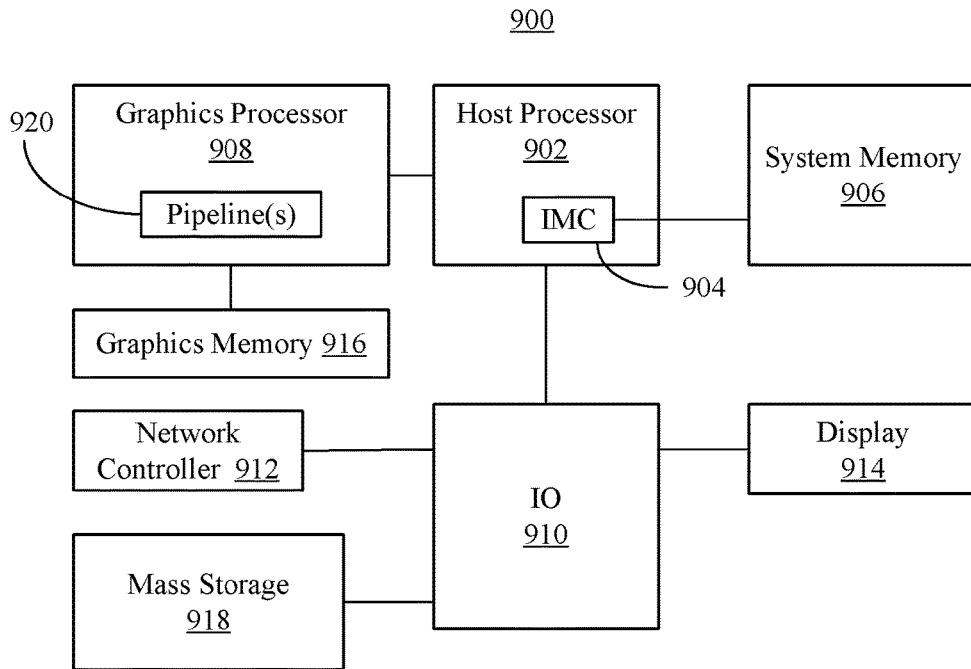 900
920
Graphics Processor
908
Pipeline(s)
Host Processor
902
IMC
904
System Memory
906
Graphics Memory 916
Network
Controller 912
IO
910
Display
914
Mass Storage
918